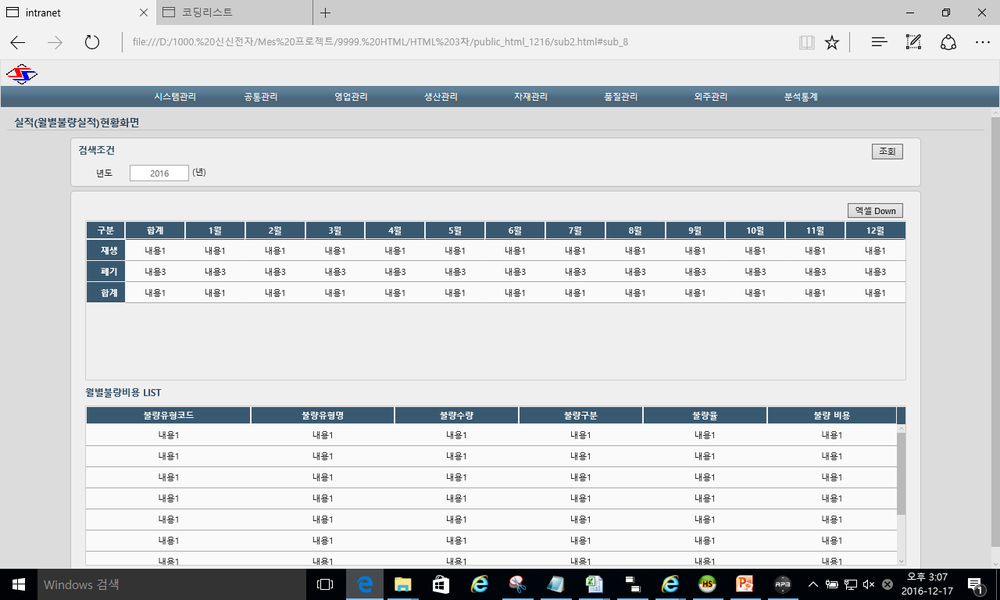 intranet
코딩리스트
file:///D:/1000.%20신신전자/Mes%20프로젝트/9999.%20HTML/HTML%203차/public_html_1216/sub2.html#sub_8
시스템관리 공통관리 영업관리 생산관리 자재관리 품질관리 외주관리 분석통계
실적(월별불량실적)현황화면
검색조건 조회
년도 2016 (년)
엑셀 Down
구분 합계 1월 2월 3월 4월 5월 6월 7월 8월 9월 10월 11월 12월
재생 내용1 내용1 내용1 내용1 내용1 내용1 내용1 내용1 내용1 내용1 내용1 내용1 내용1
폐기 내용3 내용3 내용3 내용3 내용3 내용3 내용3 내용3 내용3 내용3 내용3 내용3 내용3
합계 내용1 내용1 내용1 내용1 내용1 내용1 내용1 내용1 내용1 내용1 내용1 내용1 내용1
월별불량비용 LIST
불량유형코드 불량유형명 불량수량 불량구분 불량율 불량 비용
내용1 내용1 내용1 내용1 내용1 내용1
내용1 내용1 내용1 내용1 내용1 내용1
내용1 내용1 내용1 내용1 내용1 내용1
내용1 내용1 내용1 내용1 내용1 내용1
내용1 내용1 내용1 내용1 내용1 내용1
내용1 내용1 내용1 내용1 내용1 내용1
내용1 내용1 내용1 내용1 내용1 내용1
Windows 검색
HS
APM
오후 3:07
2016-12-17
1